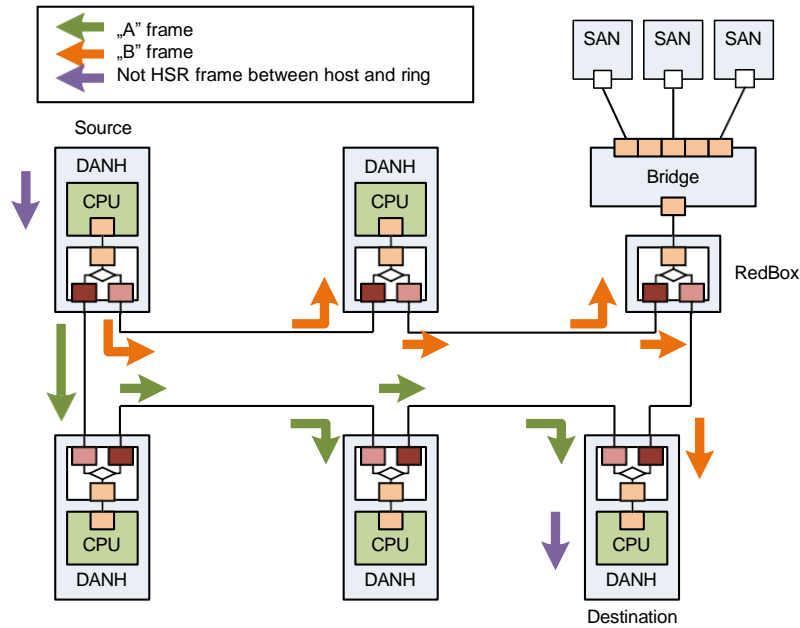 „A” frame
„B” frame
Not HSR frame between host and ring
SAN
SAN
SAN
Source
DANH
CPU
DANH
CPU
Bridge
RedBox
CPU
DANH
CPU
DANH
CPU
DANH
Destination